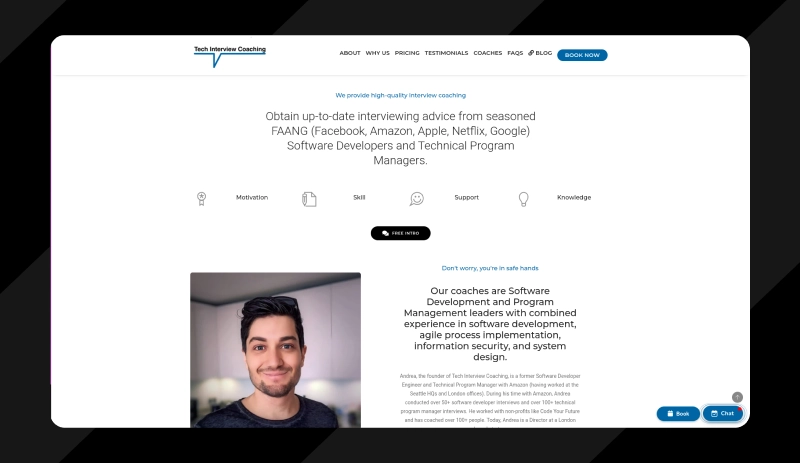 Tech Interview Coaching
ABOUT WHY US PRICING TESTIMONIALS COACHES FAQS BLOG BOOK NOW
We provide high-quality interview coaching
Obtain up-to-date interviewing advice from seasoned
FAANG (Facebook, Amazon, Apple, Netflix, Google)
Software Developers and Technical Program
Managers.
Motivation Skill Support Knowledge
FREE INTRO
Don't worry, you're in safe hands
Our coaches are Software
Development and Program
Management leaders with combined
experience in software development,
agile process implementation,
information security, and system
design.
Andrea, the founder of Tech Interview Coaching, is a former Software Developer
Engineer and Technical Program Manager with Amazon (having worked at the
Seattle HQs and London offices). During his time with Amazon, Andrea
conducted over 50+ software developer interviews and over 100+ technical
program manager interviews. He worked with non-profits like Code Your Future
and has coached over 100+ people. Today, Andrea is a Director at a London
Book Chat